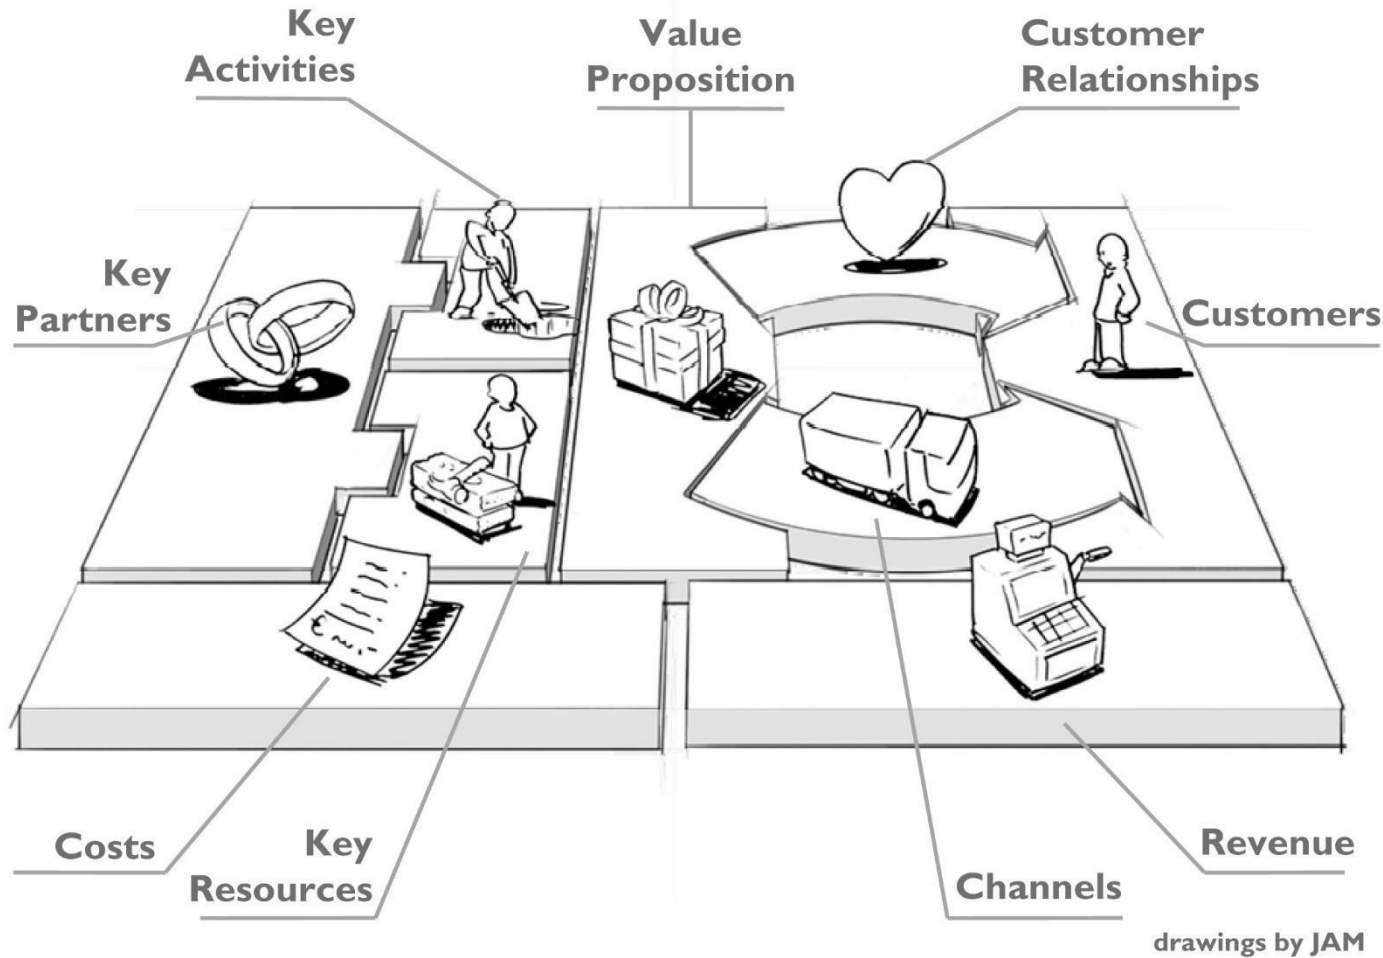 Key
Activities
Value
Proposition
Customer
Relationships
Key
Partners
Customers
€
Costs
Key
Resources
Channels
Revenue
drawings by JAM